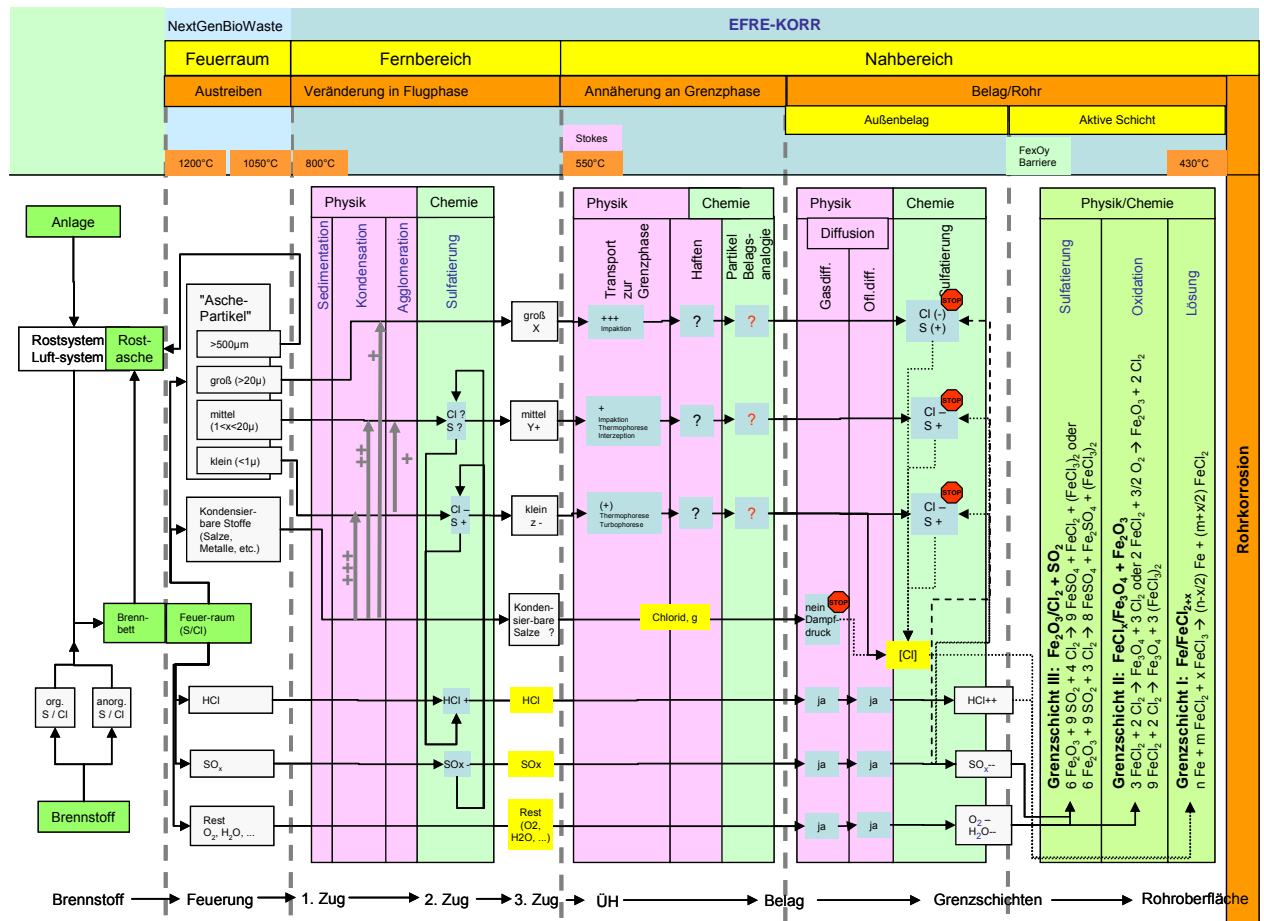 NextGenBioWaste
EFRE-KORR
Feuerraum
Fernbereich
Nahbereich
Austreiben
Veränderung in Flugphase
Annäherung an Grenzphase
Belag/Rohr
Außenbelag
Aktive Schicht
Stokes
FexOy
Barriere
1200°C
1050°C
800°C
550°C
430°C
Anlage
Rostsystem
Luft-system
Rost-
asche
Brenn-
bett
Feuer-raum
(S/Cl)
org.
S / Cl
anorg.
S / Cl
Brennstoff
"Asche-
Partikel"
>500µm
groß (>20µ)
mittel
(1<x<20µ)
klein (<1µ)
Kondensier-
bare Stoffe
(Salze,
Metalle, etc.)
HCl
SOx
Rest
O2, H2O, ...
Physik
Chemie
Sedimentation
Kondensation
Agglomeration
Sulfatierung
+
++
+++
+
Cl ?
S ?
Cl –
S +
HCl +
SOx -
groß
X
mittel
Y+
klein
z -
Konden-
sier-bare
Salze ?
HCl
SOx
Rest
(O2,
H2O, ...)
Physik
Chemie
Transport
zur
Grenzphase
Haften
Partikel
Belags-
analogie
+++
Impaktion
?
?
+
Impaktion
Thermophorese
Interzeption
?
?
(+)
Thermophorese
Turbophorese
?
?
Chlorid, g
Physik
Chemie
Diffusion
Gasdiff.
Ofl.diff.
Sulfatierung
STOP
Cl (-)
S (+)
STOP
Cl –
S +
STOP
Cl –
S +
nein
Dampf-
druck
STOP
[Cl]
ja
ja
HCl++
ja
ja
SOx--
ja
ja
O2 –
H2O--
Physik/Chemie
Sulfatierung
Oxidation
Lösung
Grenzschicht III: Fe2O3/Cl2 + SO2
6 Fe2O3 + 9 SO2 + 4 Cl2 → 9 FeSO4 + FeCl2 + (FeCl3)2 oder
6 Fe2O3 + 9 SO2 + 3 Cl2 → 8 FeSO4 + Fe2SO4 + (FeCl3)2
Grenzschicht II: FeClx/Fe3O4 + Fe2O3
3 FeCl2 + 2 Cl2 → Fe3O4 + 3 Cl2 oder 2 FeCl2 + 3/2 O2 → Fe2O3 + 2 Cl2
9 FeCl2 + 2 Cl2 → Fe3O4 + 3 (FeCl3)2
Grenzschicht I: Fe/FeCl2+x
n Fe + m FeCl2 + x FeCl3 → (n-x/2) Fe + (m+x/2) FeCl2
Rohrkorrosion
Brennstoff
Feuerung
1. Zug
2. Zug
3. Zug
ÜH
Belag
Grenzschichten
Rohroberfläche